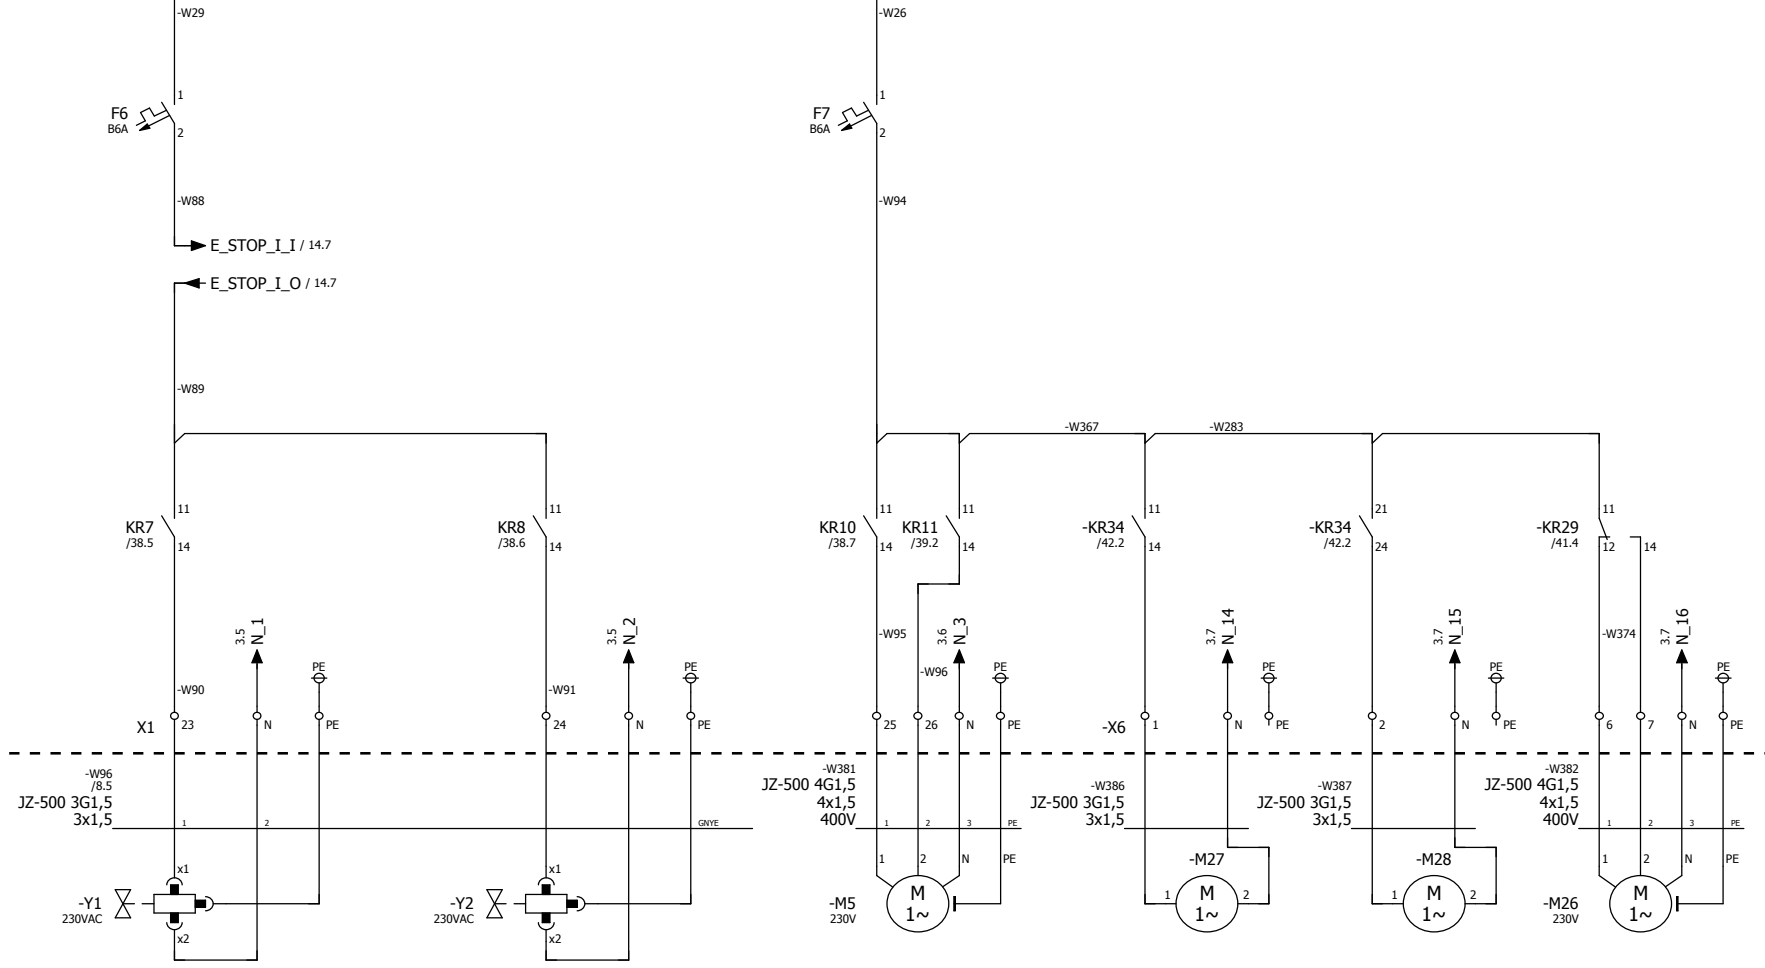 -W29
-W26
1
1
F6
B6A
F7
B6A
2
2
-W88
-W94
E_STOP_I_I / 14.7
E_STOP_I_O / 14.7
-W89
-W367
-W283
11
11
11
11
11
21
11
KR7
/38.5
KR8
/38.6
KR10
/38.7
KR11
/39.2
-KR34
/42.2
-KR34
/42.2
-KR29
/41.4
14
14
14
14
14
24
12
14
3.5
N_1
3.5
N_2
3.6
N_3
3.7
N_14
3.7
N_15
3.7
N_16
-W95
-W96
-W374
PE
PE
PE
PE
PE
PE
-W90
-W91
X1
23
N
PE
24
N
PE
25
26
N
PE
-X6
1
N
PE
2
N
PE
6
7
N
PE
-W96
/8.5
JZ-500 3G1,5
3x1,5
1
2
GNYE
-W381
JZ-500 4G1,5
4x1,5
400V
1
2
3
PE
-W386
JZ-500 3G1,5
3x1,5
-W387
JZ-500 3G1,5
3x1,5
-W382
JZ-500 4G1,5
4x1,5
400V
1
2
3
PE
x1
-Y1
230VAC
x2
x1
-Y2
230VAC
x2
1
2
N
PE
-M5
230V
M
1~
-M27
1
M
1~
2
-M28
1
M
1~
2
1
2
N
PE
-M26
230V
M
1~